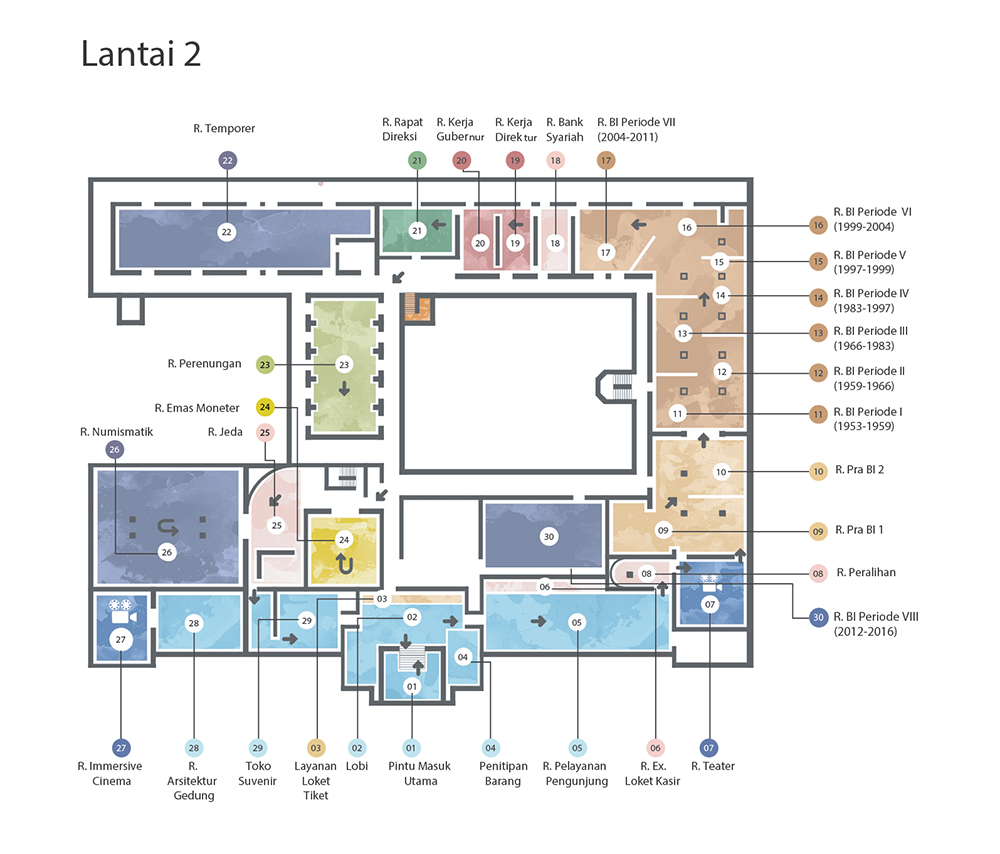 Lantai 2
R. Temporer
R. Rapat
Direksi
R. Kerja
Gubernur
R. Kerja
Direktur
R. Bank
Syariah
R. BI Periode VII
(2004-2011)
22
21
20
19
18
17
22
21
20
19
18
17
16
15
14
13
12
11
10
09
08
07
16
R. BI Periode VI
(1999-2004)
15
R. BI Periode V
(1997-1999)
14
R. BI Periode IV
(1983-1997)
13
R. BI Periode III
(1966-1983)
12
R. BI Periode II
(1959-1966)
11
R. BI Periode I
(1953-1959)
10
R. Pra BI 2
09
R. Pra BI 1
08
R. Peralihan
30
R. BI Periode VIII
(2012-2016)
R. Perenungan
23
23
R. Emas Moneter
24
R. Numismatik
26
R. Jeda
25
25
24
26
30
06
03
02
05
04
01
29
28
27
27
28
29
03
02
01
04
05
06
07
R. Immersive
Cinema
R.
Arsitektur
Gedung
Toko
Suvenir
Layanan
Loket
Tiket
Lobi
Pintu Masuk
Utama
Penitipan
Barang
R. Pelayanan
Pengunjung
R. Ex.
Loket Kasir
R. Teater